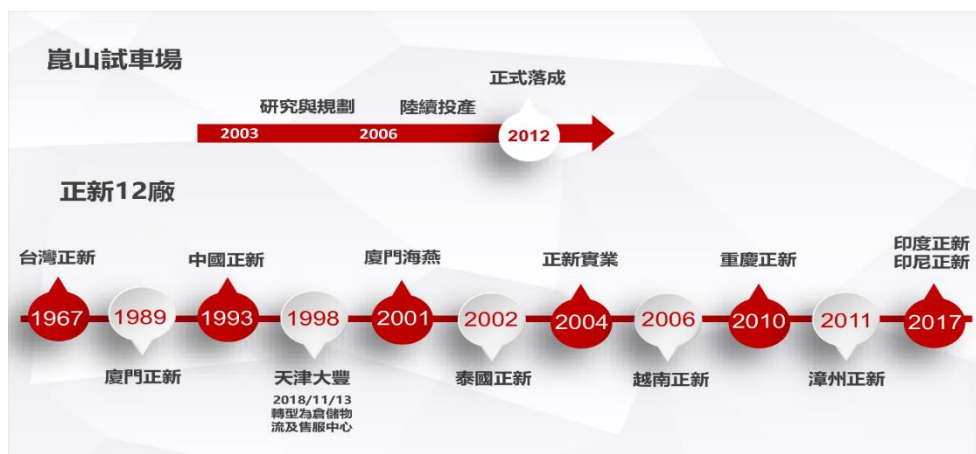 崑山試車場
正式落成
研究與規劃 陸續投產
2003 2006 2012
正新12廠
印度正新
台灣正新 中國正新 廈門海燕 正新實業 重慶正新 印尼正新
1967 1989 1993 1998 2001 2002 2004 2006 2010 2011 2017
廈門正新 天津大豐 泰國正新 越南正新 漳州正新
2018/11/13
轉型為倉儲物
流及售服中心